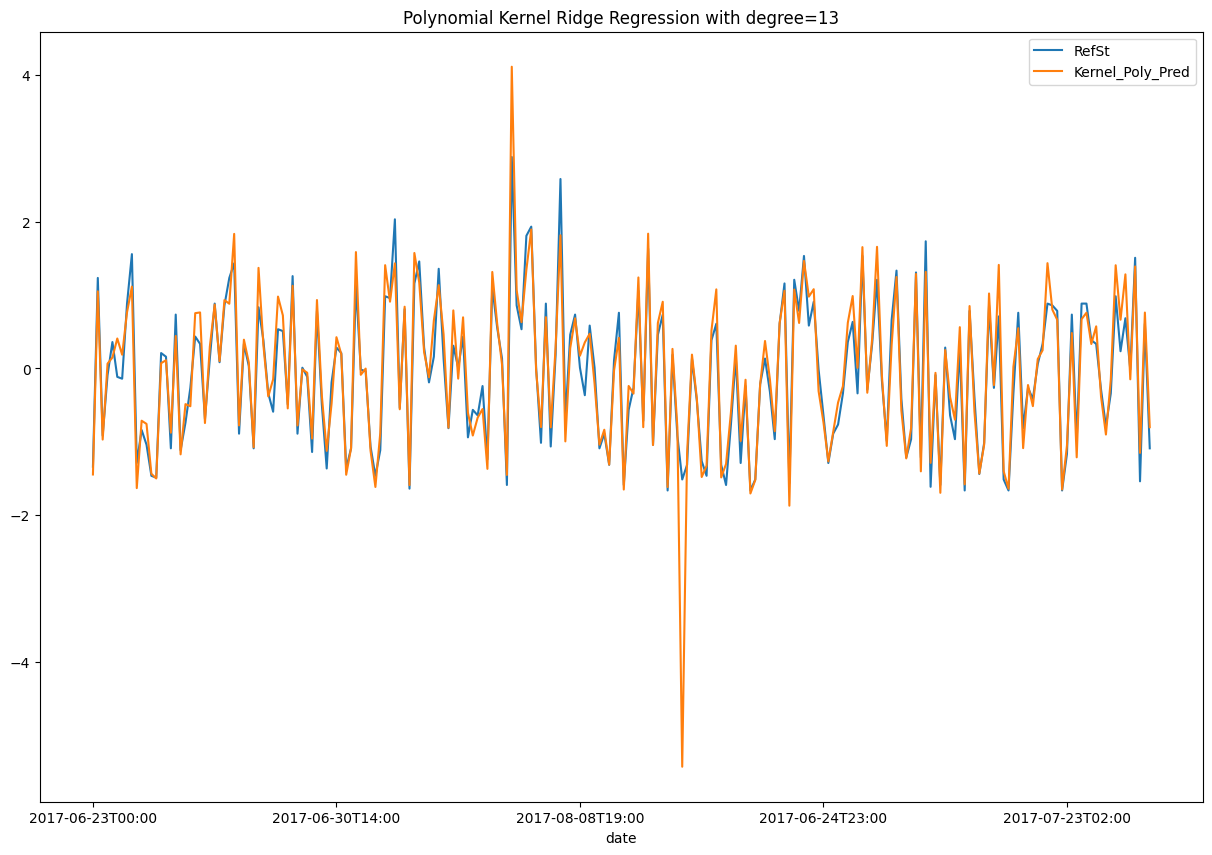 Polynomial Kernel Ridge Regression with degree=13
RefSt
Kernel_Poly_Pred
4
2
0
−2
−4
2017-06-23T00:00 2017-06-30T14:00 2017-08-08T19:00 2017-06-24T23:00 2017-07-23T02:00
date